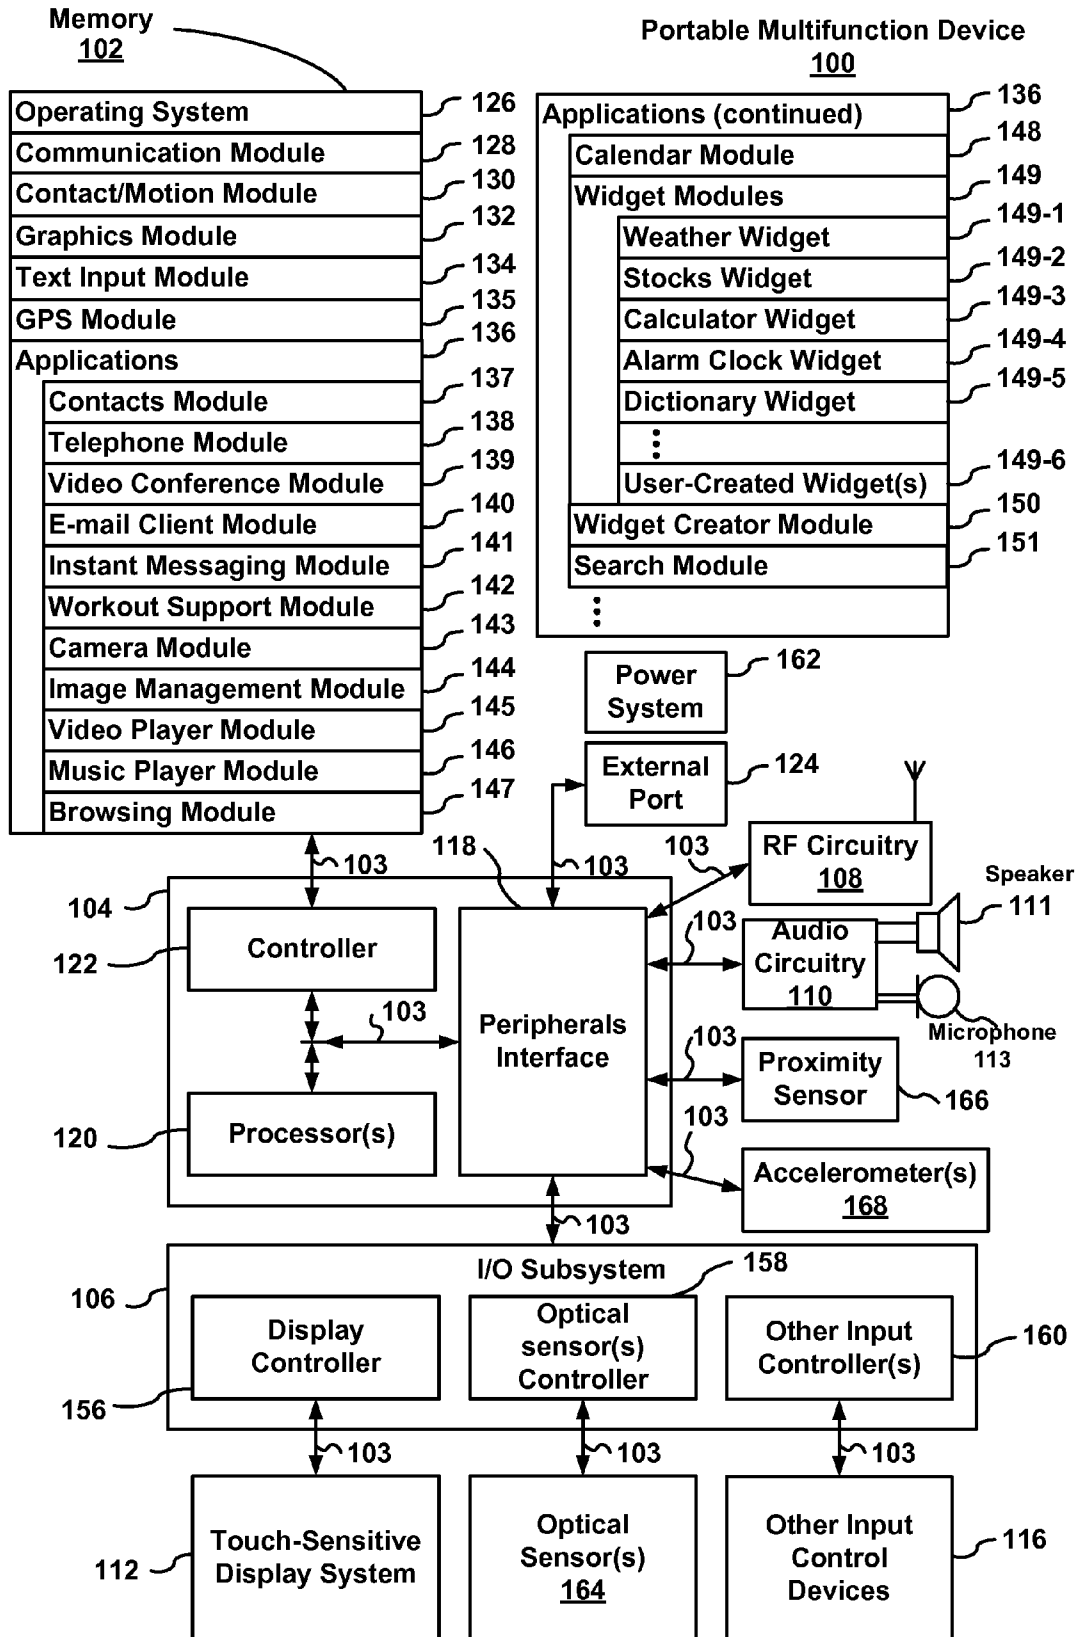 Memory
102
Portable Multifunction Device
100
Operating System 126
Communication Module 128
Contact/Motion Module 130
Graphics Module 132
Text Input Module 134
GPS Module 135
Applications 136
Contacts Module 137
Telephone Module 138
Video Conference Module 139
E-mail Client Module 140
Instant Messaging Module 141
Workout Support Module 142
Camera Module 143
Image Management Module 144
Video Player Module 145
Music Player Module 146
Browsing Module 147
Applications (continued) 136
Calendar Module 148
Widget Modules 149
Weather Widget 149-1
Stocks Widget 149-2
Calculator Widget 149-3
Alarm Clock Widget 149-4
Dictionary Widget 149-5
User-Created Widget(s) 149-6
Widget Creator Module 150
Search Module 151
Power
System
162
External
Port
124
103
118
103
103
RF Circuitry
108
Speaker
111
104
Controller
122
103
Audio
Circuitry
110
103
Peripherals
Interface
Microphone
113
103
Proximity
Sensor
166
120
Processor(s)
103
Accelerometer(s)
168
103
I/O Subsystem
158
106
Display
Controller
156
Optical
sensor(s)
Controller
Other Input
Controller(s)
160
103
103
103
Touch-Sensitive
Display System
112
Optical
Sensor(s)
164
Other Input
Control
Devices
116